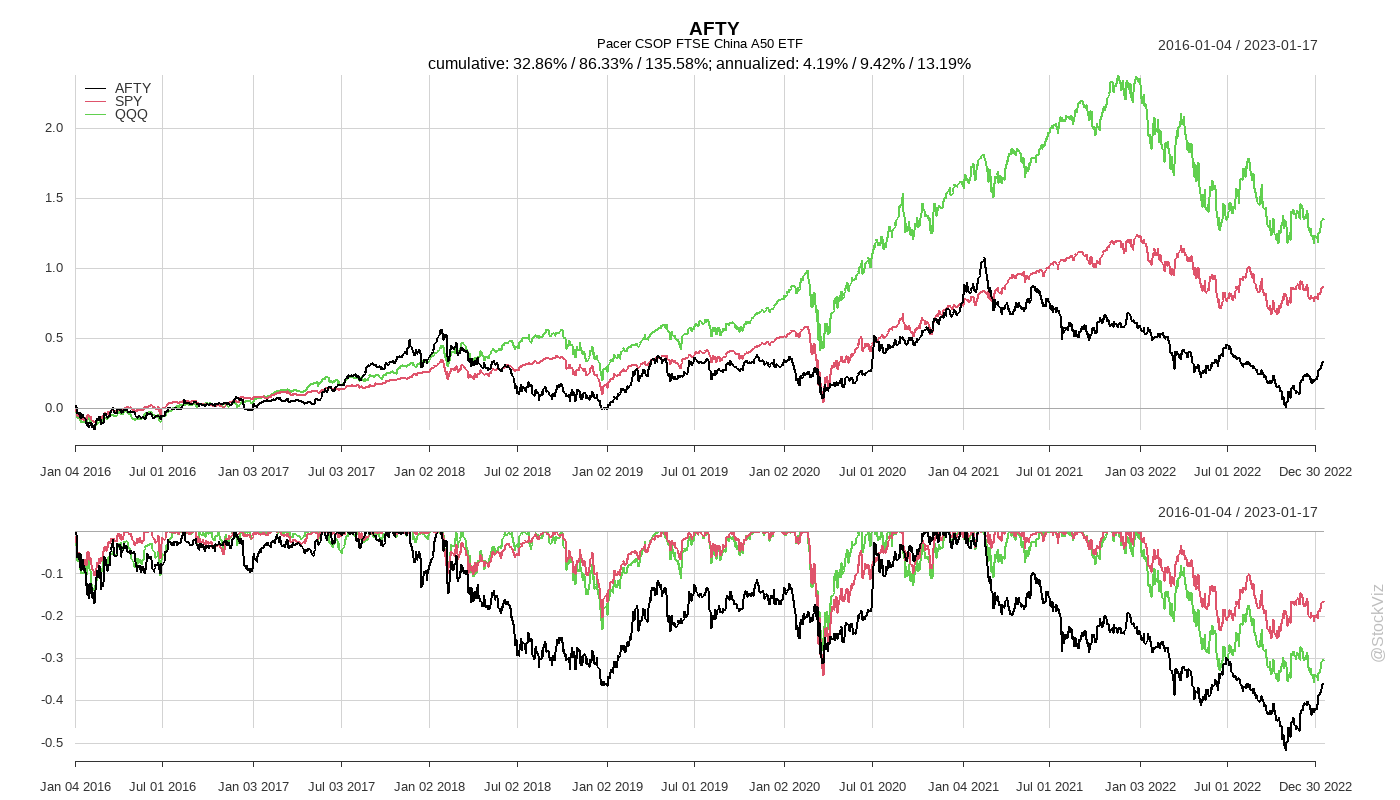 AFTY
Pacer CSOP FTSE China A50 ETF
2016-01-04 / 2023-01-17
cumulative: 32.86% / 86.33% / 135.58%; annualized: 4.19% / 9.42% / 13.19%
AFTY
SPY
QQQ
2.0
1.5
1.0
0.5
0.0
Jan 04 2016 Jul 01 2016 Jan 03 2017 Jul 03 2017 Jan 02 2018 Jul 02 2018 Jan 02 2019 Jul 01 2019 Jan 02 2020 Jul 01 2020 Jan 04 2021 Jul 01 2021 Jan 03 2022 Jul 01 2022 Dec 30 2022
2016-01-04 / 2023-01-17
-0.1
-0.2
-0.3
-0.4
-0.5
Jan 04 2016 Jul 01 2016 Jan 03 2017 Jul 03 2017 Jan 02 2018 Jul 02 2018 Jan 02 2019 Jul 01 2019 Jan 02 2020 Jul 01 2020 Jan 04 2021 Jul 01 2021 Jan 03 2022 Jul 01 2022 Dec 30 2022
@StockViz